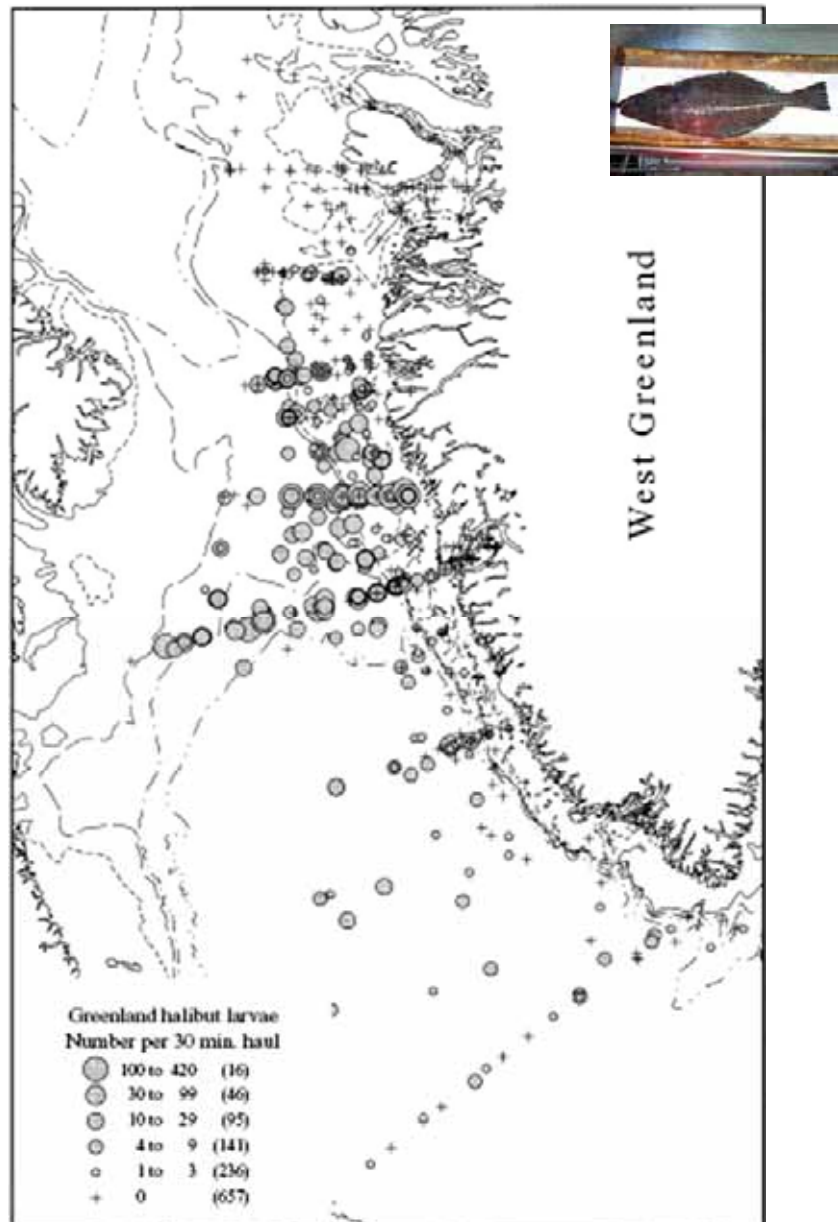 West Greenland
Greenland halibut larvae
Number per 30 min. haul
100 to 420 (16)
30 to 99 (46)
10 to 29 (95)
4 to 9 (141)
1 to 3 (236)
0 (657)